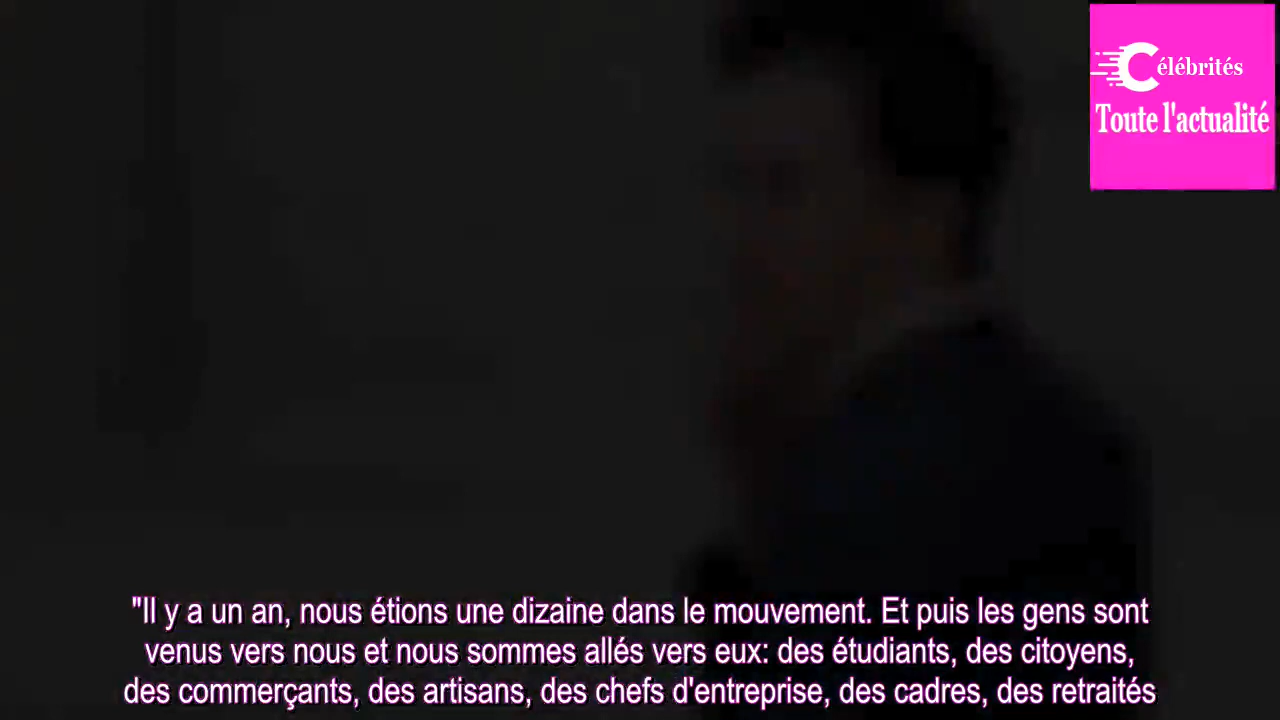 Célébrités
Toute l'actualité
"Il y a un an, nous étions une dizaine dans le mouvement. Et puis les gens sont
venus vers nous et nous sommes allés vers eux: des étudiants, des citoyens,
des commerçants, des artisans, des chefs d'entreprise, des cadres, des retraités